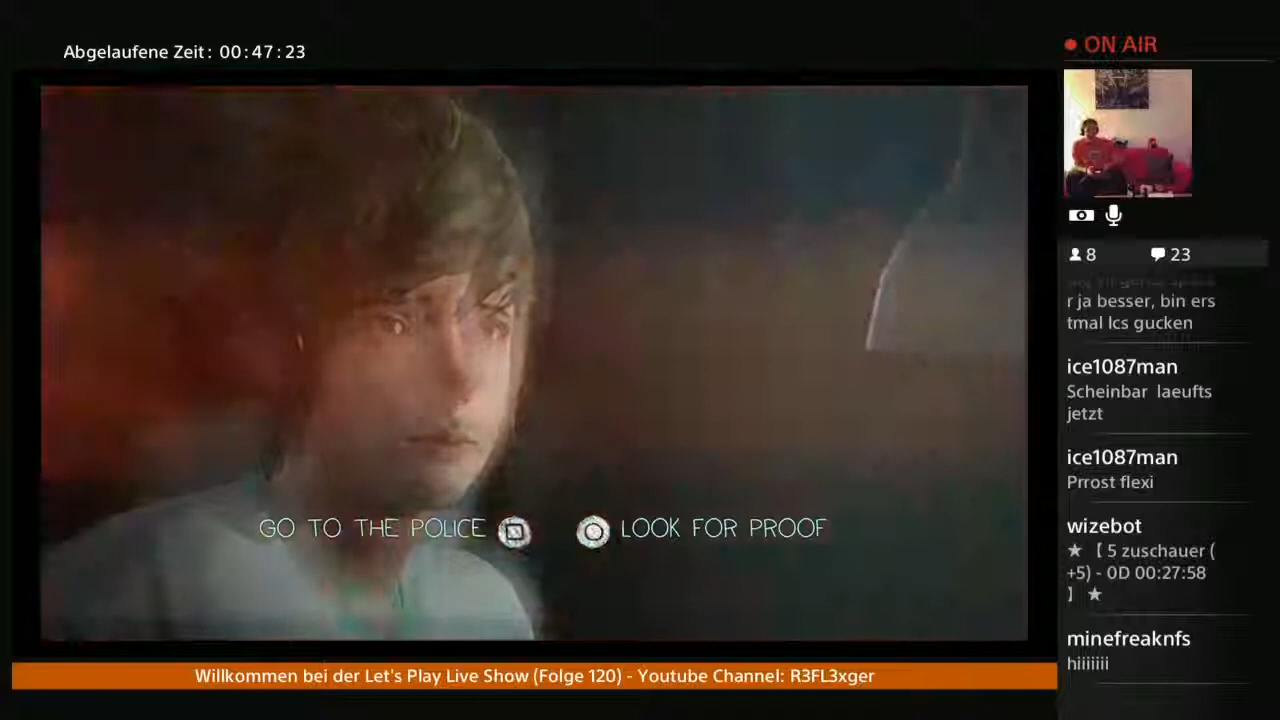 Abgelaufene Zeit: 00:47:23
ON AIR
8 23
r ja besser, bin ers
tmal lcs gucken
ice1087man
Scheinbar laeufts
jetzt
ice1087man
Prrost flexi
wizebot
★ 【 5 zuschauer (
+5) - 0D 00:27:58
】 ★
minefreaknfs
hiiiiiii
GO TO THE POLICE LOOK FOR PROOF
Willkommen bei der Let's Play Live Show (Folge 120) - Youtube Channel: R3FL3xger